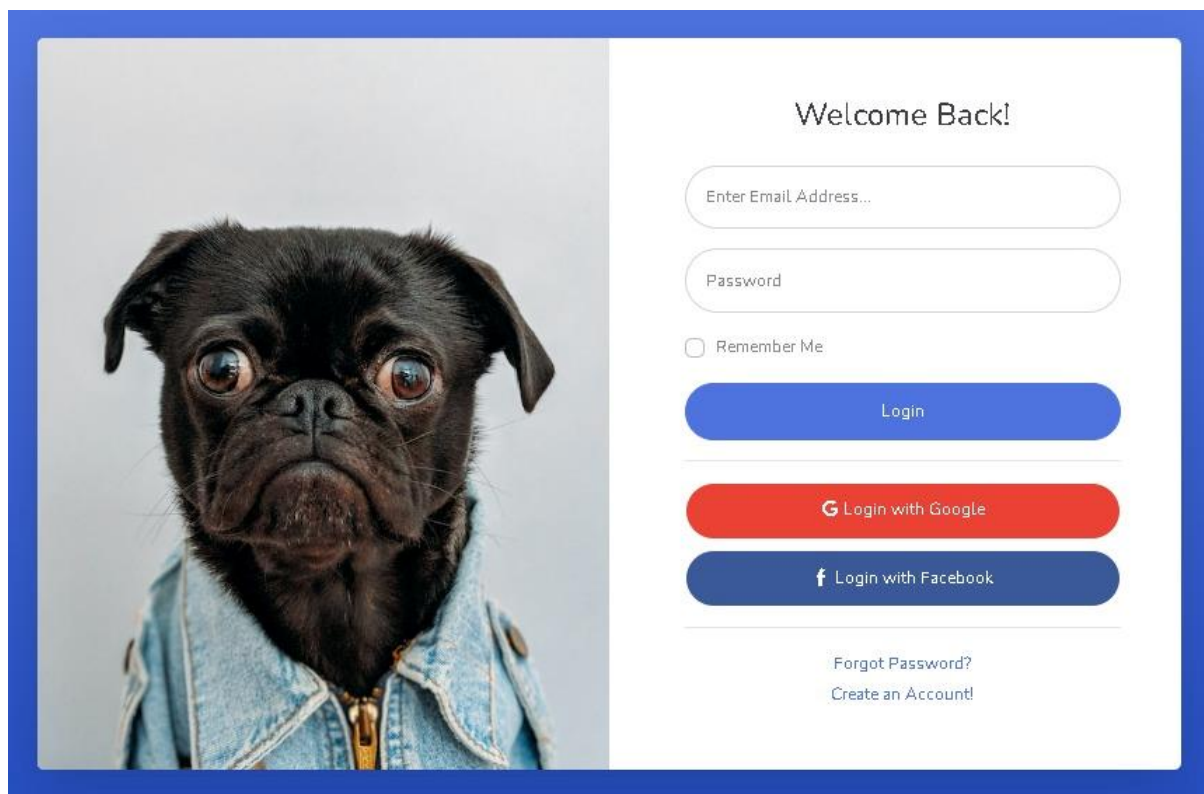 Welcome Back!
Enter Email Address...
Password
Remember Me
Login
G Login with Google
f Login with Facebook
Forgot Password?
Create an Account!